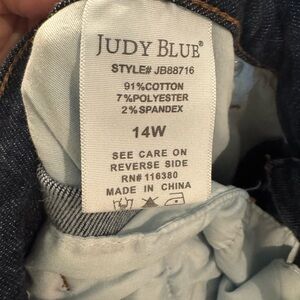 JUDY BLUE®
STYLE# JB88716
91%COTTON
7%POLYESTER
2%SPANDEX
14W
SEE CARE ON
REVERSE SIDE
RN# 116380
MADE IN CHINA